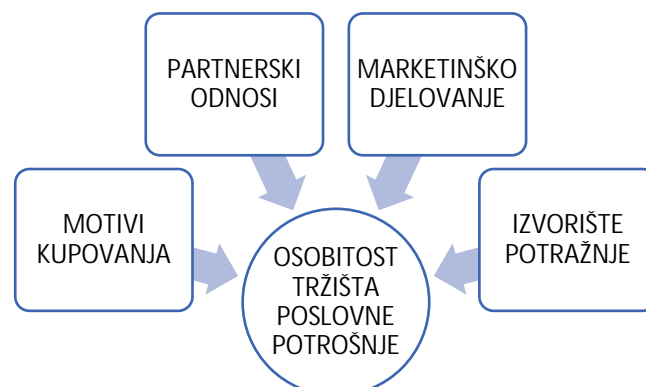 PARTNERSKI
ODNOSI
MARKETINŠKO
DJELOVANJE
MOTIVI
KUPOVANJA
IZVORIŠTE
POTRAŽNJE
OSOBITOST
TRŽIŠTA
POSLOVNE
POTROŠNJE